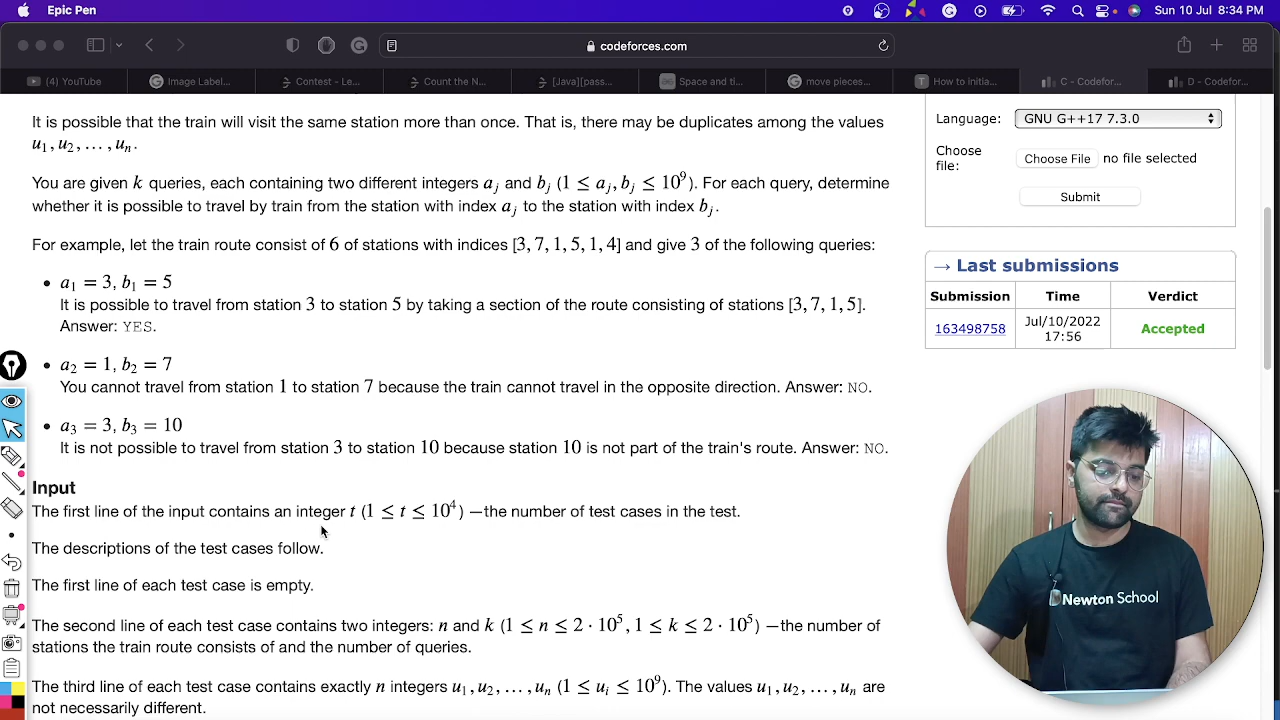 Epic Pen
Sun 10 Jul 8:34 PM
codeforces.com
(4) YouTube
Image Label...
Contest - Le...
Count the N...
[Java][pass...
Space and ti...
move pieces...
How to initia...
C - Codefor...
D - Codefor...
It is possible that the train will visit the same station more than once. That is, there may be duplicates among the values
u₁, u₂, …, uₙ.
You are given k queries, each containing two different integers aⱼ and bⱼ (1 ≤ aⱼ, bⱼ ≤ 10⁹). For each query, determine
whether it is possible to travel by train from the station with index aⱼ to the station with index bⱼ.
For example, let the train route consist of 6 of stations with indices [3, 7, 1, 5, 1, 4] and give 3 of the following queries:
• a₁ = 3, b₁ = 5
It is possible to travel from station 3 to station 5 by taking a section of the route consisting of stations [3, 7, 1, 5].
Answer: YES.
• a₂ = 1, b₂ = 7
You cannot travel from station 1 to station 7 because the train cannot travel in the opposite direction. Answer: NO.
• a₃ = 3, b₃ = 10
It is not possible to travel from station 3 to station 10 because station 10 is not part of the train's route. Answer: NO.
Input
The first line of the input contains an integer t (1 ≤ t ≤ 10⁴) —the number of test cases in the test.
The descriptions of the test cases follow.
The first line of each test case is empty.
The second line of each test case contains two integers: n and k (1 ≤ n ≤ 2 · 10⁵, 1 ≤ k ≤ 2 · 10⁵) —the number of
stations the train route consists of and the number of queries.
The third line of each test case contains exactly n integers u₁, u₂, …, uₙ (1 ≤ uᵢ ≤ 10⁹). The values u₁, u₂, …, uₙ are
not necessarily different.
Language: GNU G++17 7.3.0
Choose
file:
Choose File no file selected
Submit
→ Last submissions
Submission Time Verdict
163498758 Jul/10/2022
17:56
Accepted
Newton School